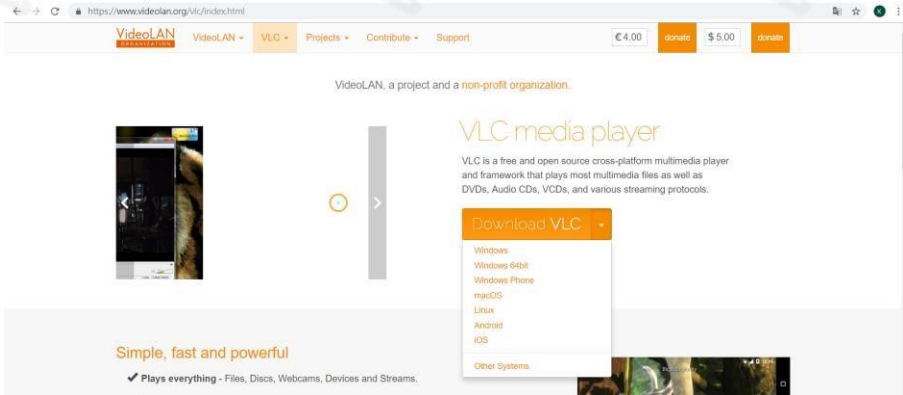 https://www.videolan.org/vlc/index.html
K
VideoLAN
ORGANIZATION
VideoLAN
VLC
Projects
Contribute
Support
€ 4.00
donate
$ 5.00
donate
VideoLAN, a project and a non-profit organization.
VLC media player
VLC is a free and open source cross-platform multimedia player
and framework that plays most multimedia files as well as
DVDs, Audio CDs, VCDs, and various streaming protocols.
Download VLC
Windows
Windows 64bit
Windows Phone
macOS
Linux
Android
iOS
Other Systems
Simple, fast and powerful
Plays everything - Files, Discs, Webcams, Devices and Streams.